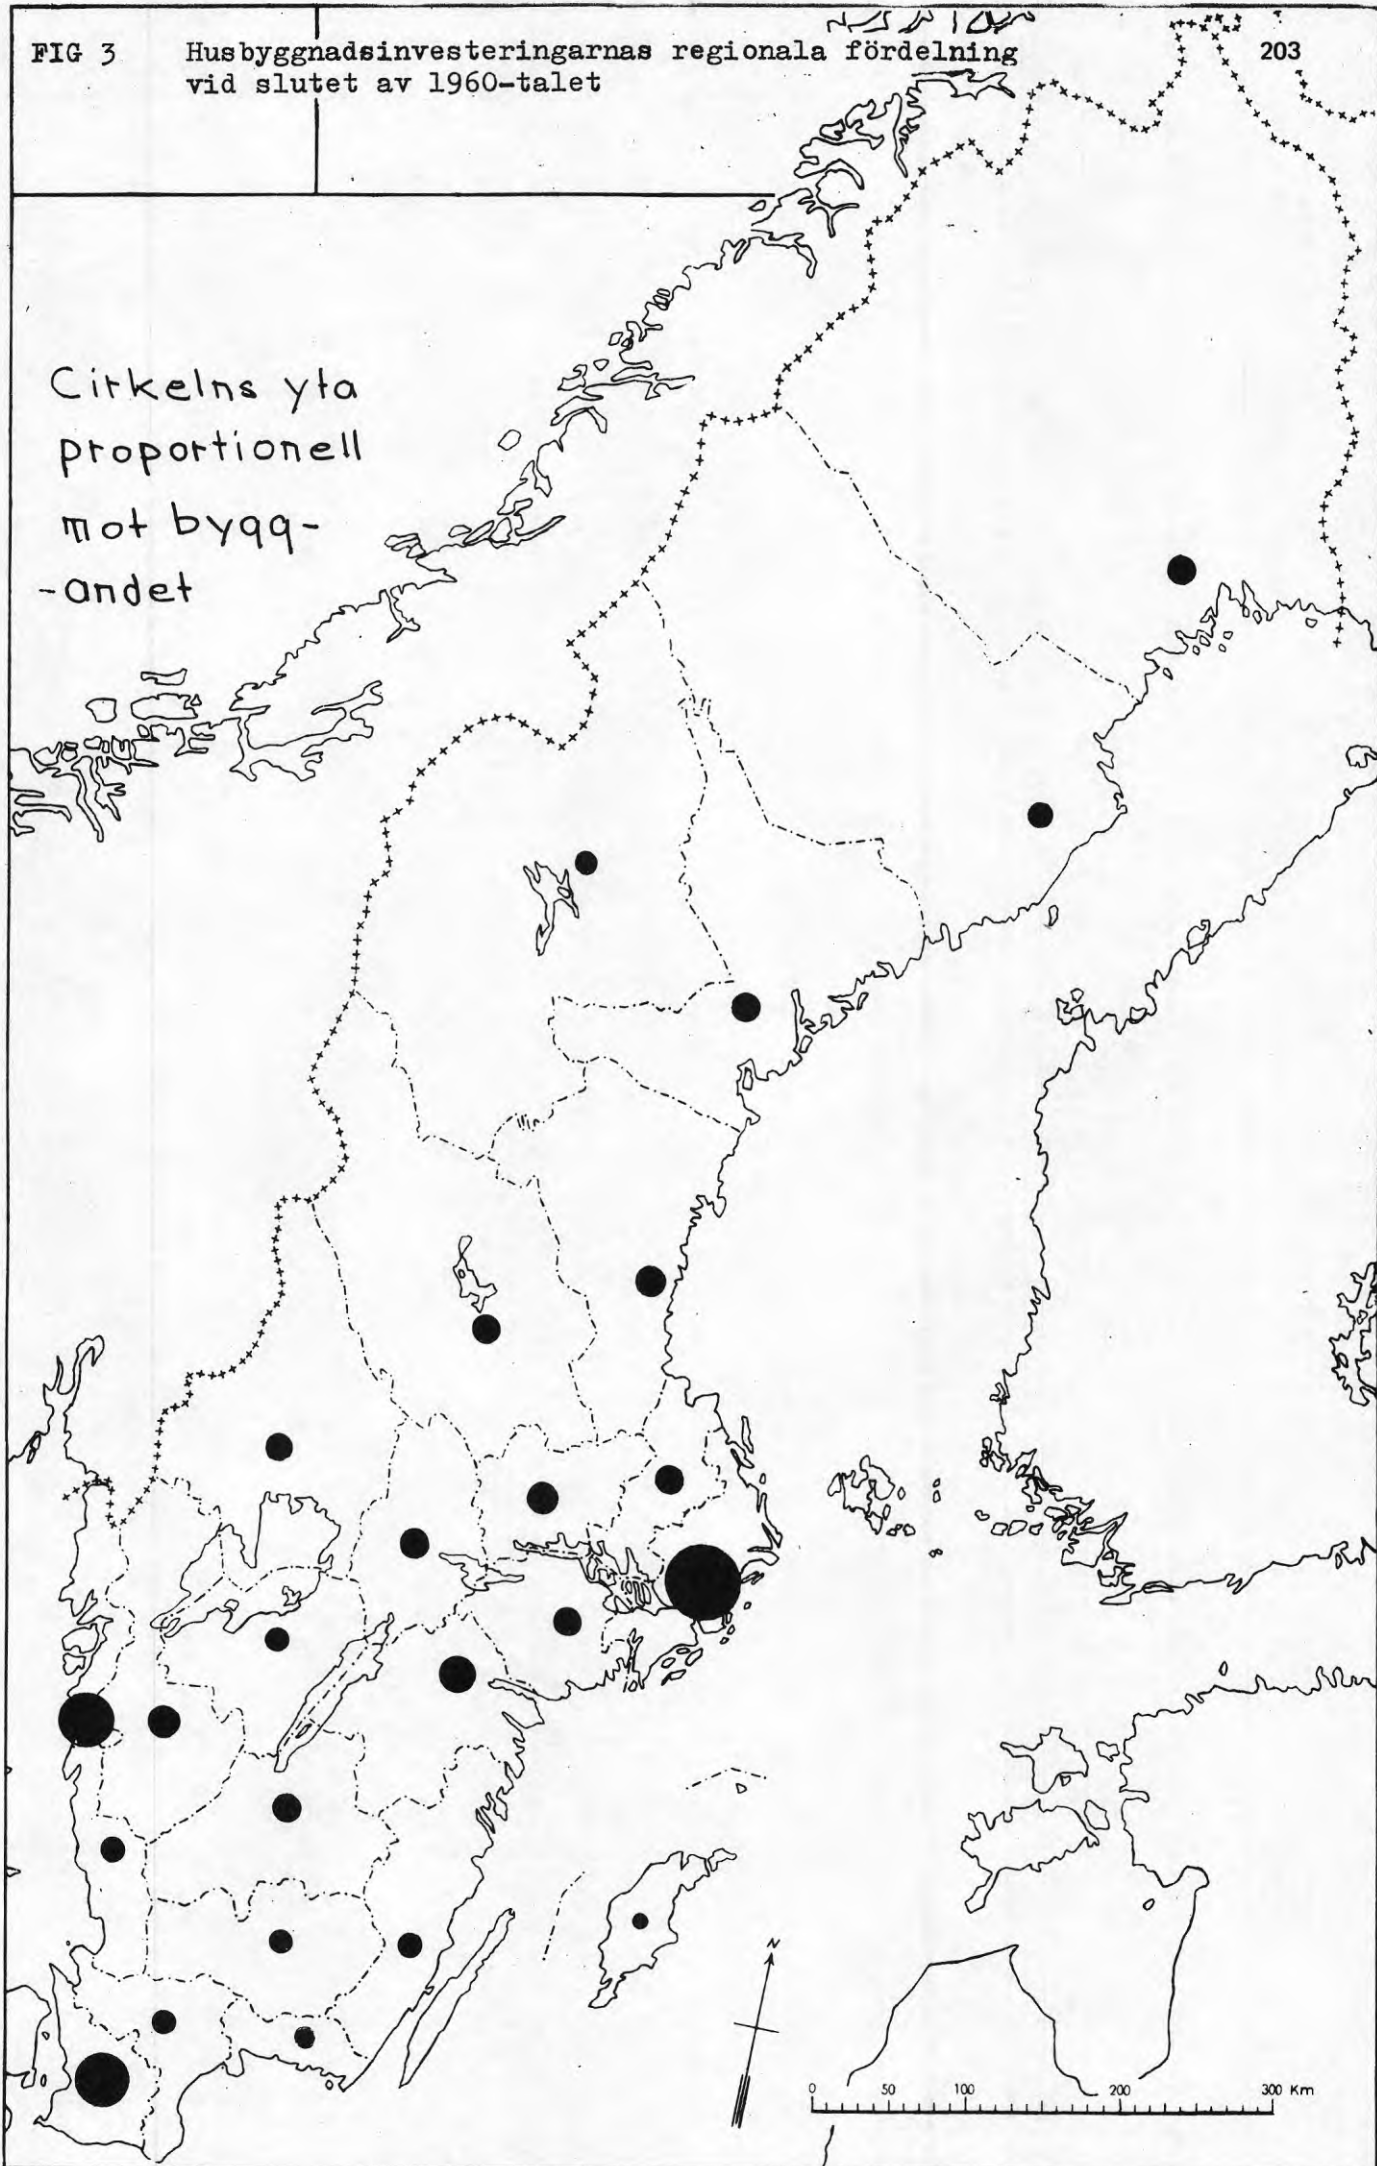 FIG 3 Husbyggnadsinvesteringarnas regionala fördelning
vid slutet av 1960-talet
203
Cirkelns yta
proportionell
mot bygg-
-andet
N
0 50 100 200 300 Km